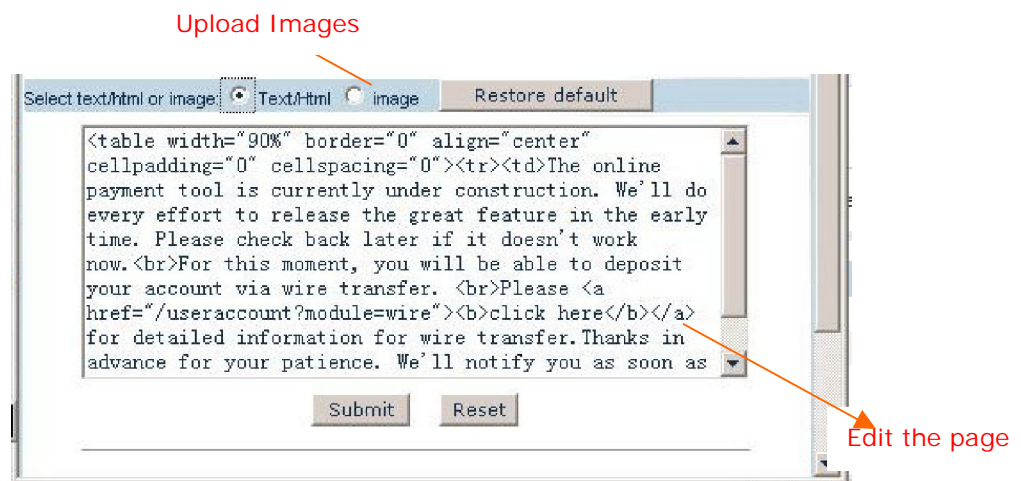 Upload Images
Select text/html or image: Text/Html image Restore default
<table width="90%" border="0" align="center"
cellpadding="0" cellspacing="0"><tr><td>The online
payment tool is currently under construction. We'll do
every effort to release the great feature in the early
time. Please check back later if it doesn't work
now.<br>For this moment, you will be able to deposit
your account via wire transfer. <br>Please <a
href="/useraccount?module=wire"><b>click here</b></a>
for detailed information for wire transfer.Thanks in
advance for your patience. We'll notify you as soon as
Submit Reset
Edit the page